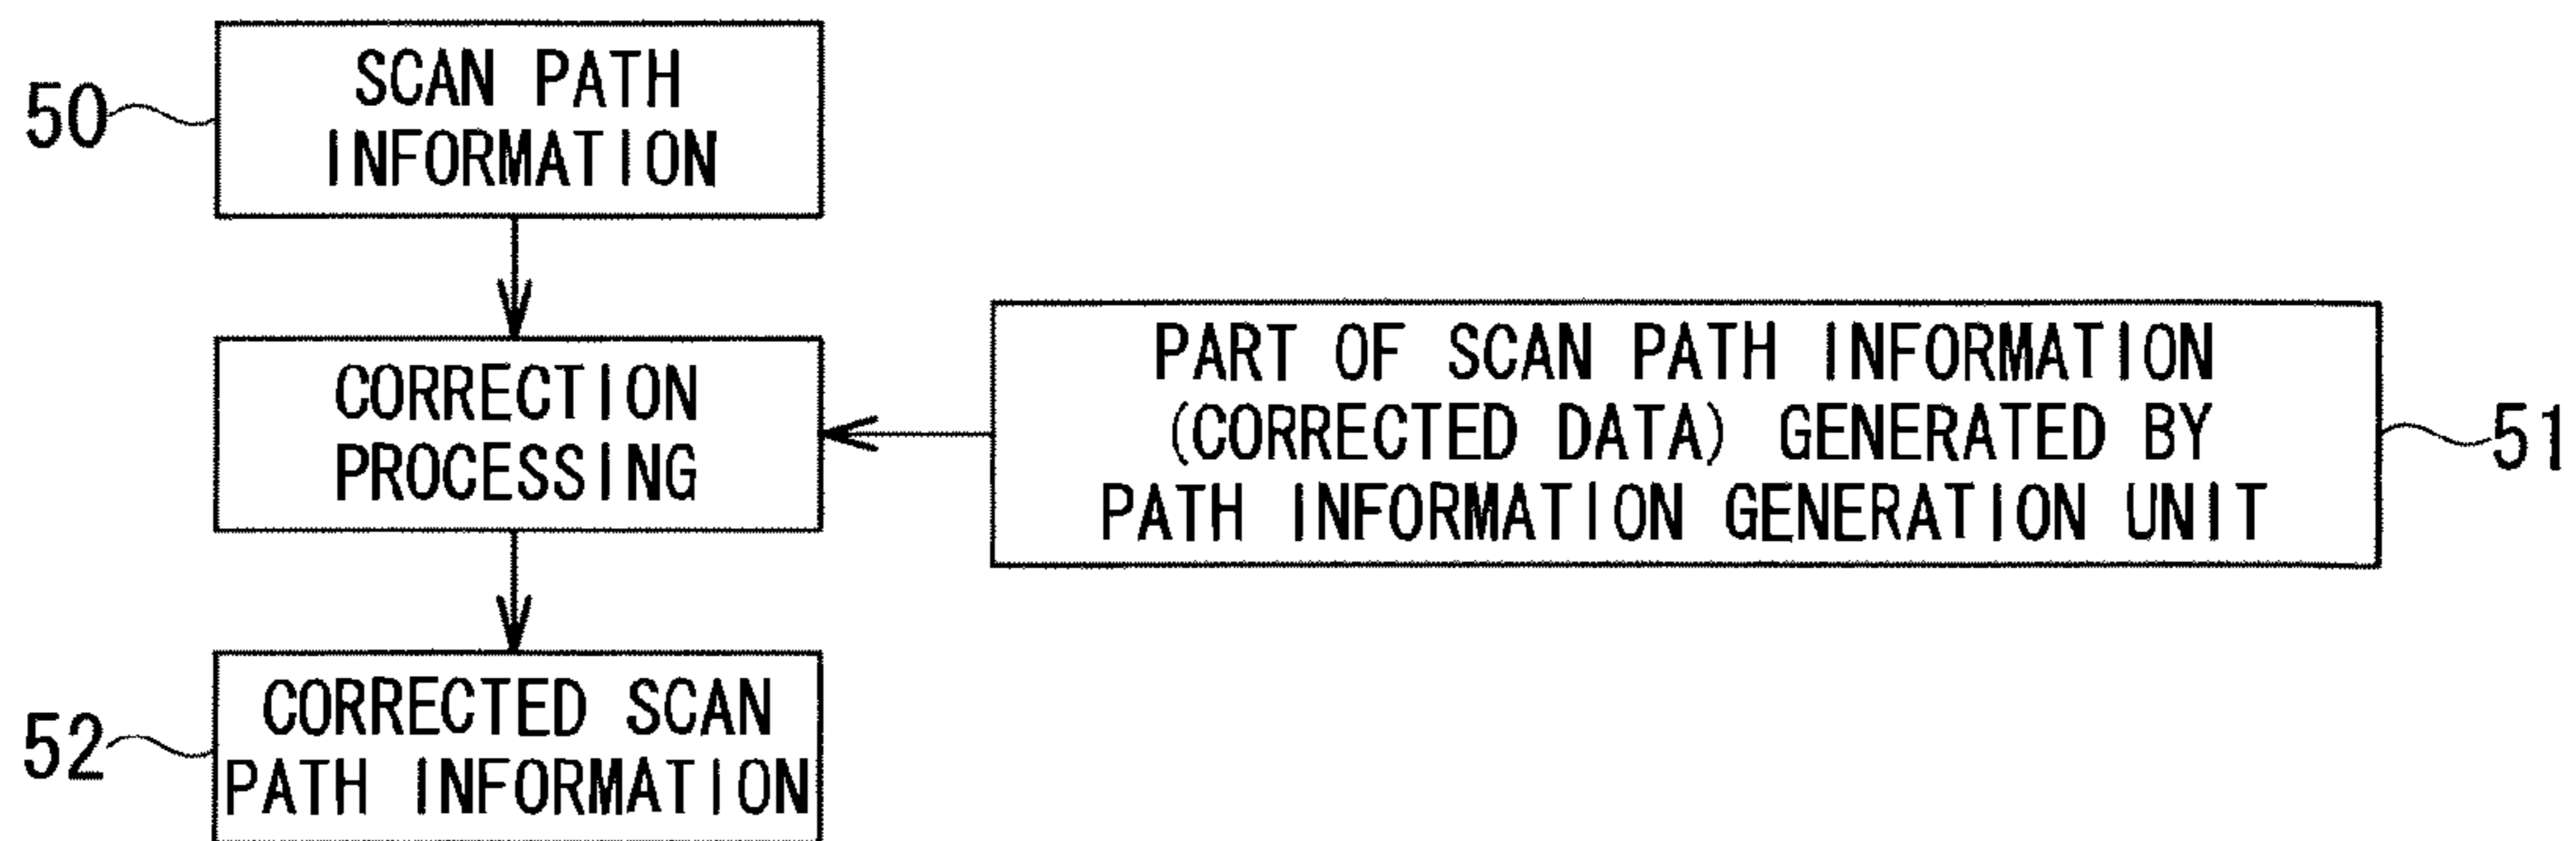 50
SCAN PATH
INFORMATION
CORRECTION
PROCESSING
PART OF SCAN PATH INFORMATION
(CORRECTED DATA) GENERATED BY
PATH INFORMATION GENERATION UNIT
51
52
CORRECTED SCAN
PATH INFORMATION